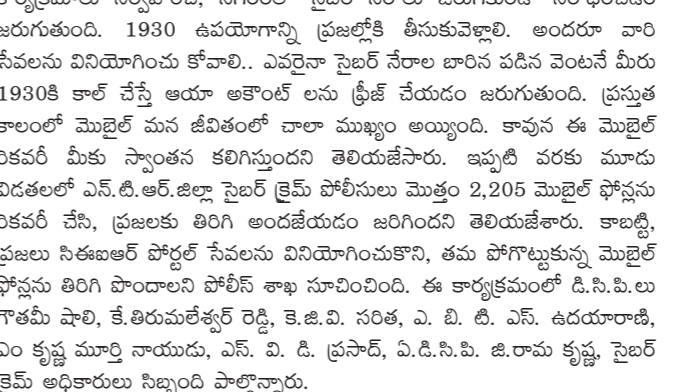 జరుగుతుంది. 1930 ఉపయోగాన్ని ప్రజల్లోకి తీసుకువెళ్లాలి. అందరూ వారి
సేవలను వినియోగించు కోవాలి.. ఎవరైనా సైబర్ నేరాల బారిన పడిన వెంటనే మీరు
1930కి కాల్ చేస్తే ఆయా అకౌంట్ లను ఫ్రీజ్ చేయడం జరుగుతుంది. ప్రస్తుత
కాలంలో మొబైల్ మన జీవితంలో చాలా ముఖ్యం అయ్యింది. కావున ఈ మొబైల్
రికవరీ మీకు స్వాంతన కలిగిస్తుందని తెలియజేసారు. ఇప్పటి వరకు మూడు
విడతలలో ఎన్.టి.ఆర్.జిల్లా సైబర్ క్రైమ్ పోలీసులు మొత్తం 2,205 మొబైల్ ఫోన్లను
రికవరీ చేసి, ప్రజలకు తిరిగి అందజేయడం జరిగిందని తెలియజేశారు. కాబట్టి,
ప్రజలు సిఈఐఆర్ పోర్టల్ సేవలను వినియోగించుకొని, తమ పోగొట్టుకున్న మొబైల్
ఫోన్లను తిరిగి పొందాలని పోలీస్ శాఖ సూచించింది. ఈ కార్యక్రమంలో డి.సి.పి.లు
గౌతమీ షాలి, కే.తిరుమలేశ్వర్ రెడ్డి, కె.జి.వి. సరిత, ఎ. బి. టి. ఎస్. ఉదయారాణి,
ఎం కృష్ణ మూర్తి నాయుడు, ఎస్. వి. డి. ప్రసాద్, ఏ.డి.సి.పి. జి.రామ కృష్ణ, సైబర్
క్రైమ్ అధికారులు సిబ్బంది పాల్గొన్నారు.